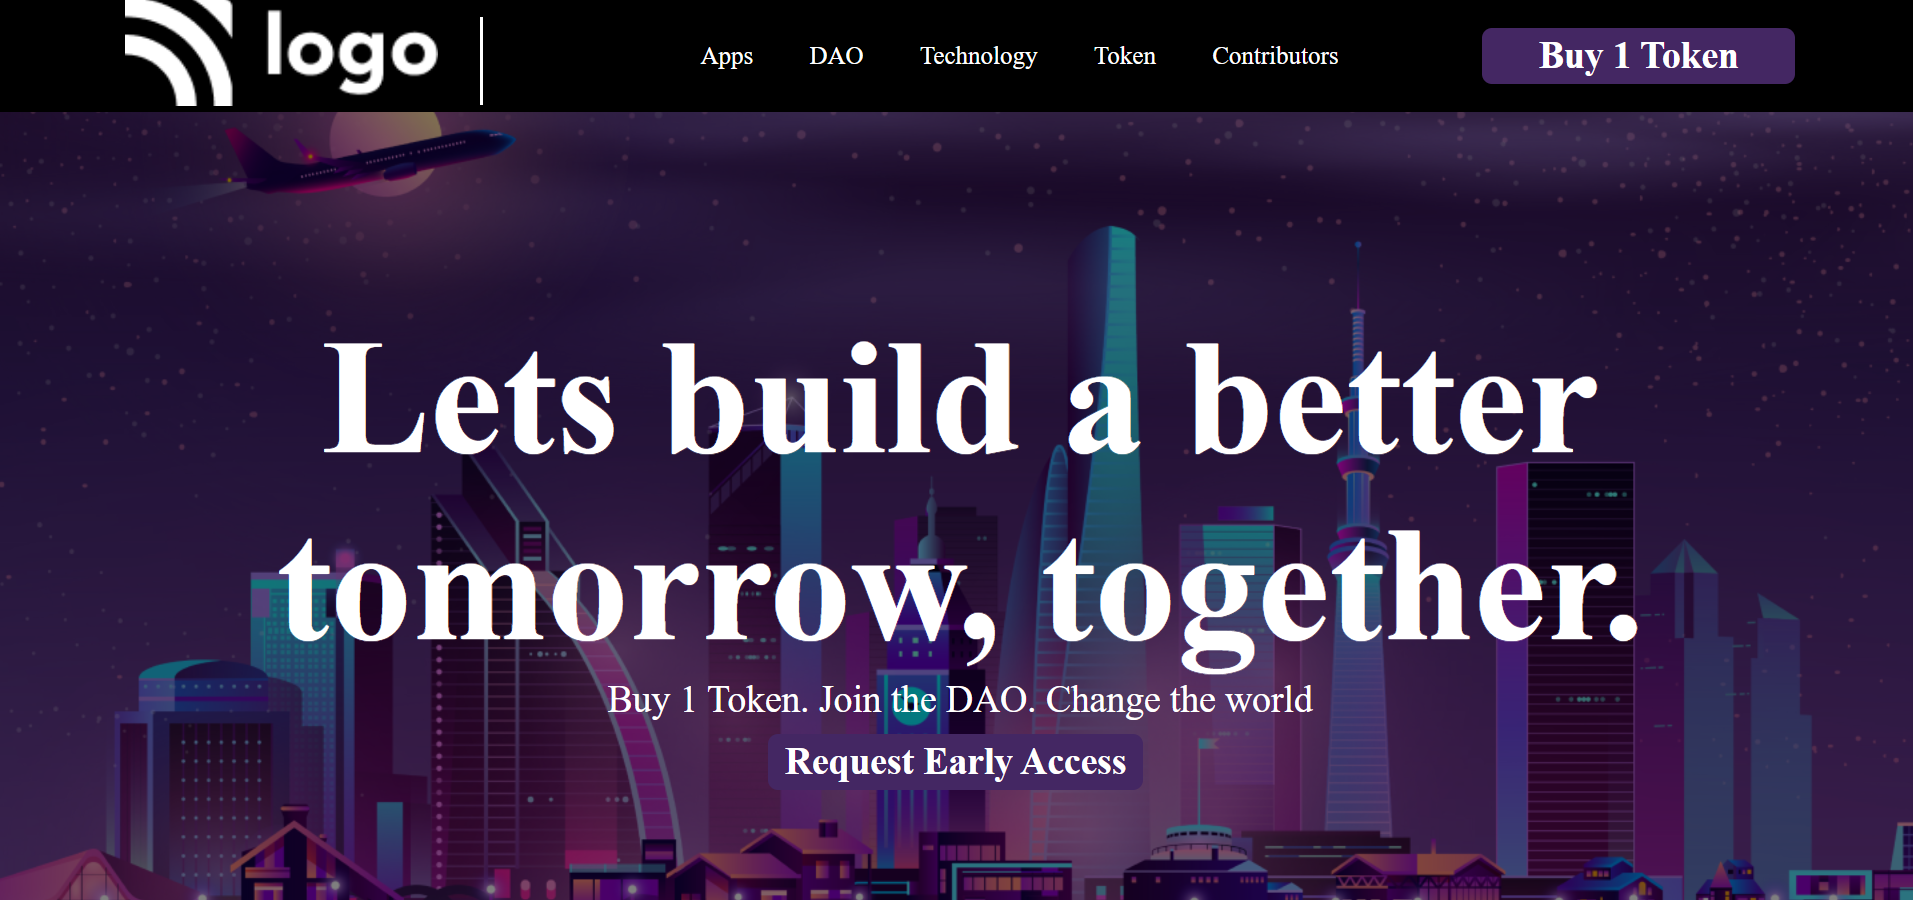 logo
Apps DAO Technology Token Contributors
Buy 1 Token
Lets build a better
tomorrow, together.
Buy 1 Token. Join the DAO. Change the world
Request Early Access